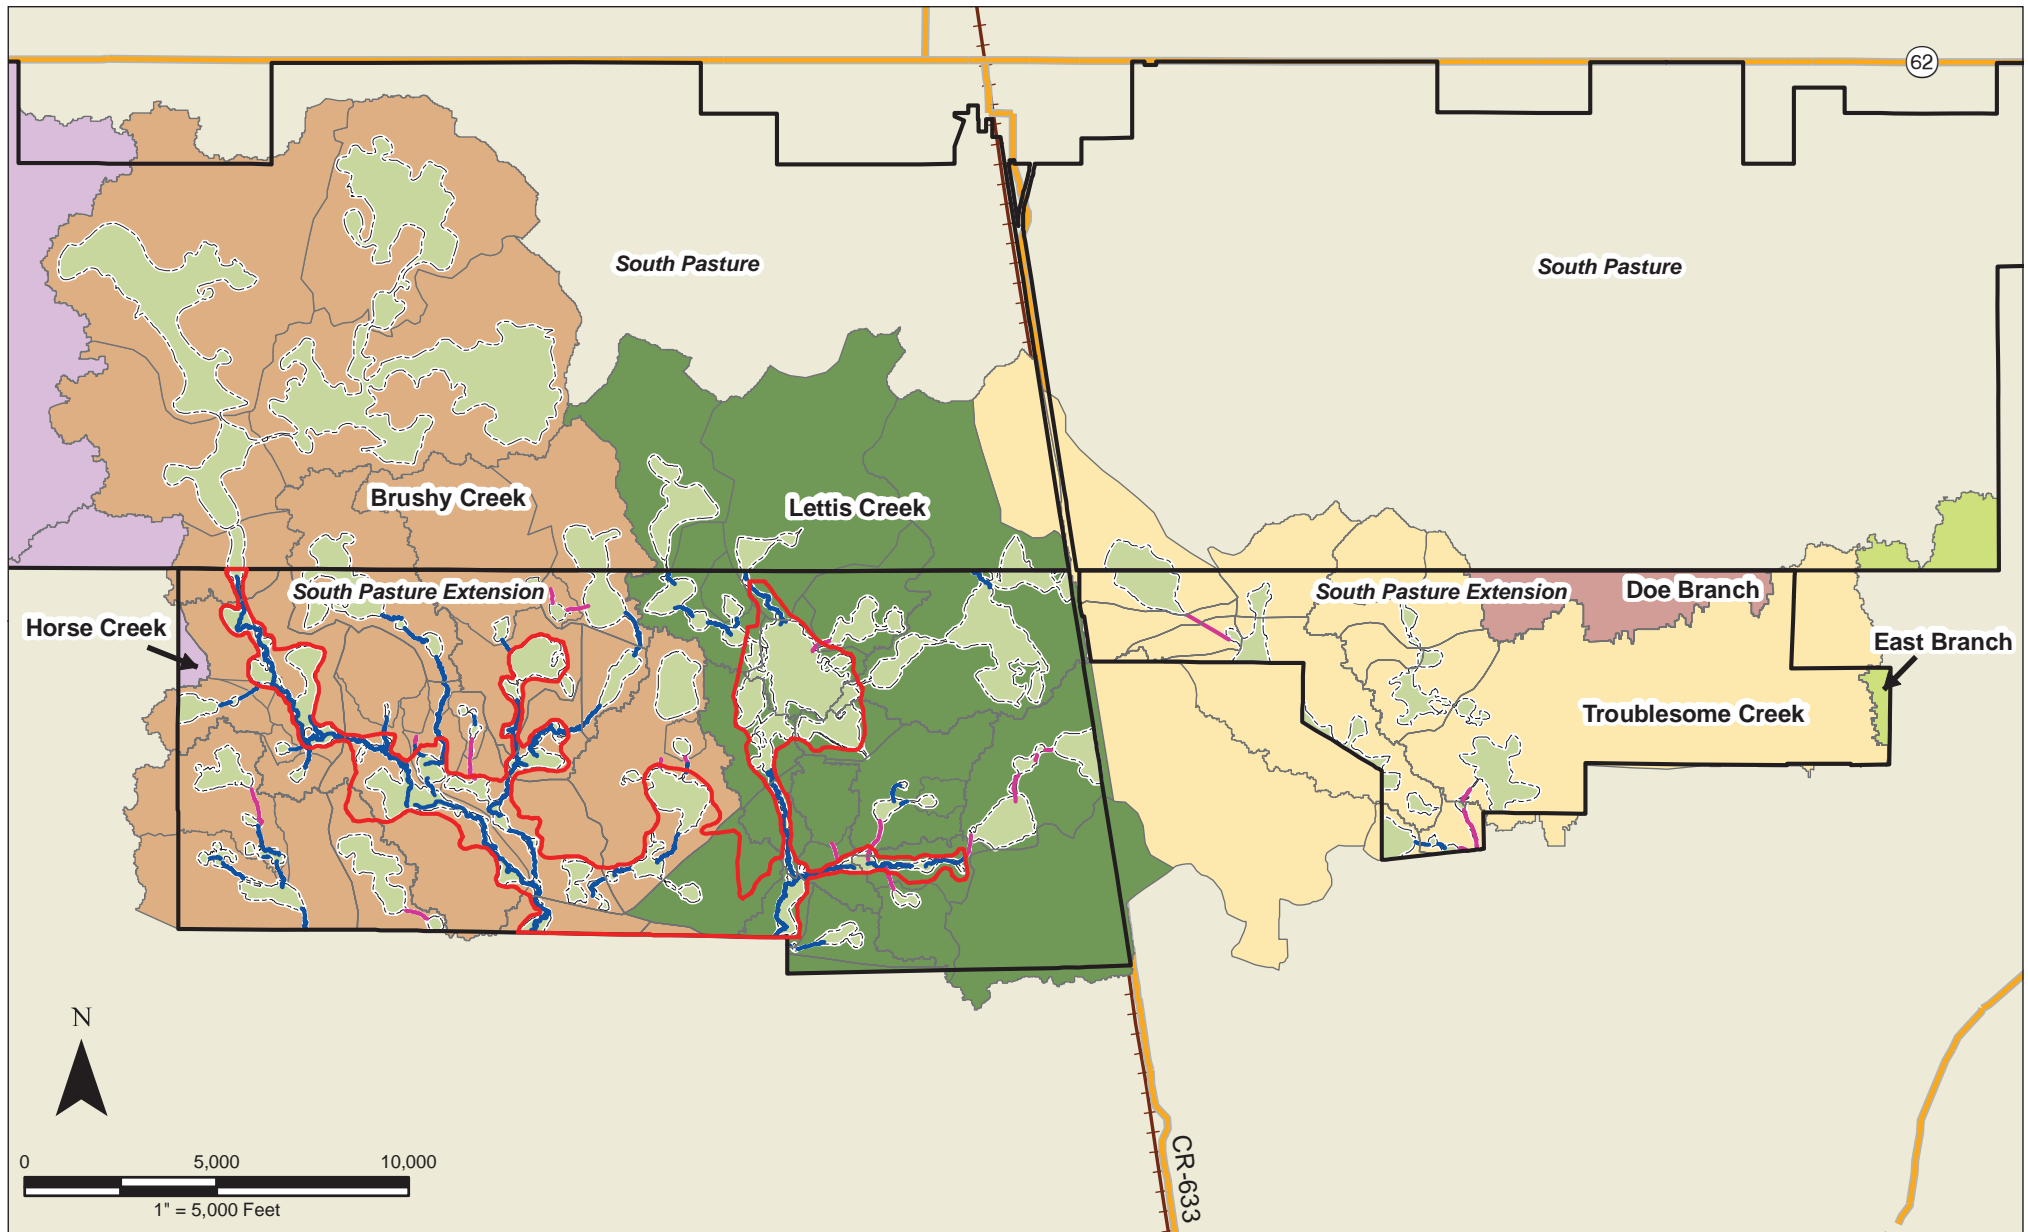 62
South Pasture
South Pasture
Brushy Creek
Lettis Creek
South Pasture Extension
South Pasture Extension
Doe Branch
Horse Creek
East Branch
Troublesome Creek
N
0 5,000 10,000
1" = 5,000 Feet
CR-633